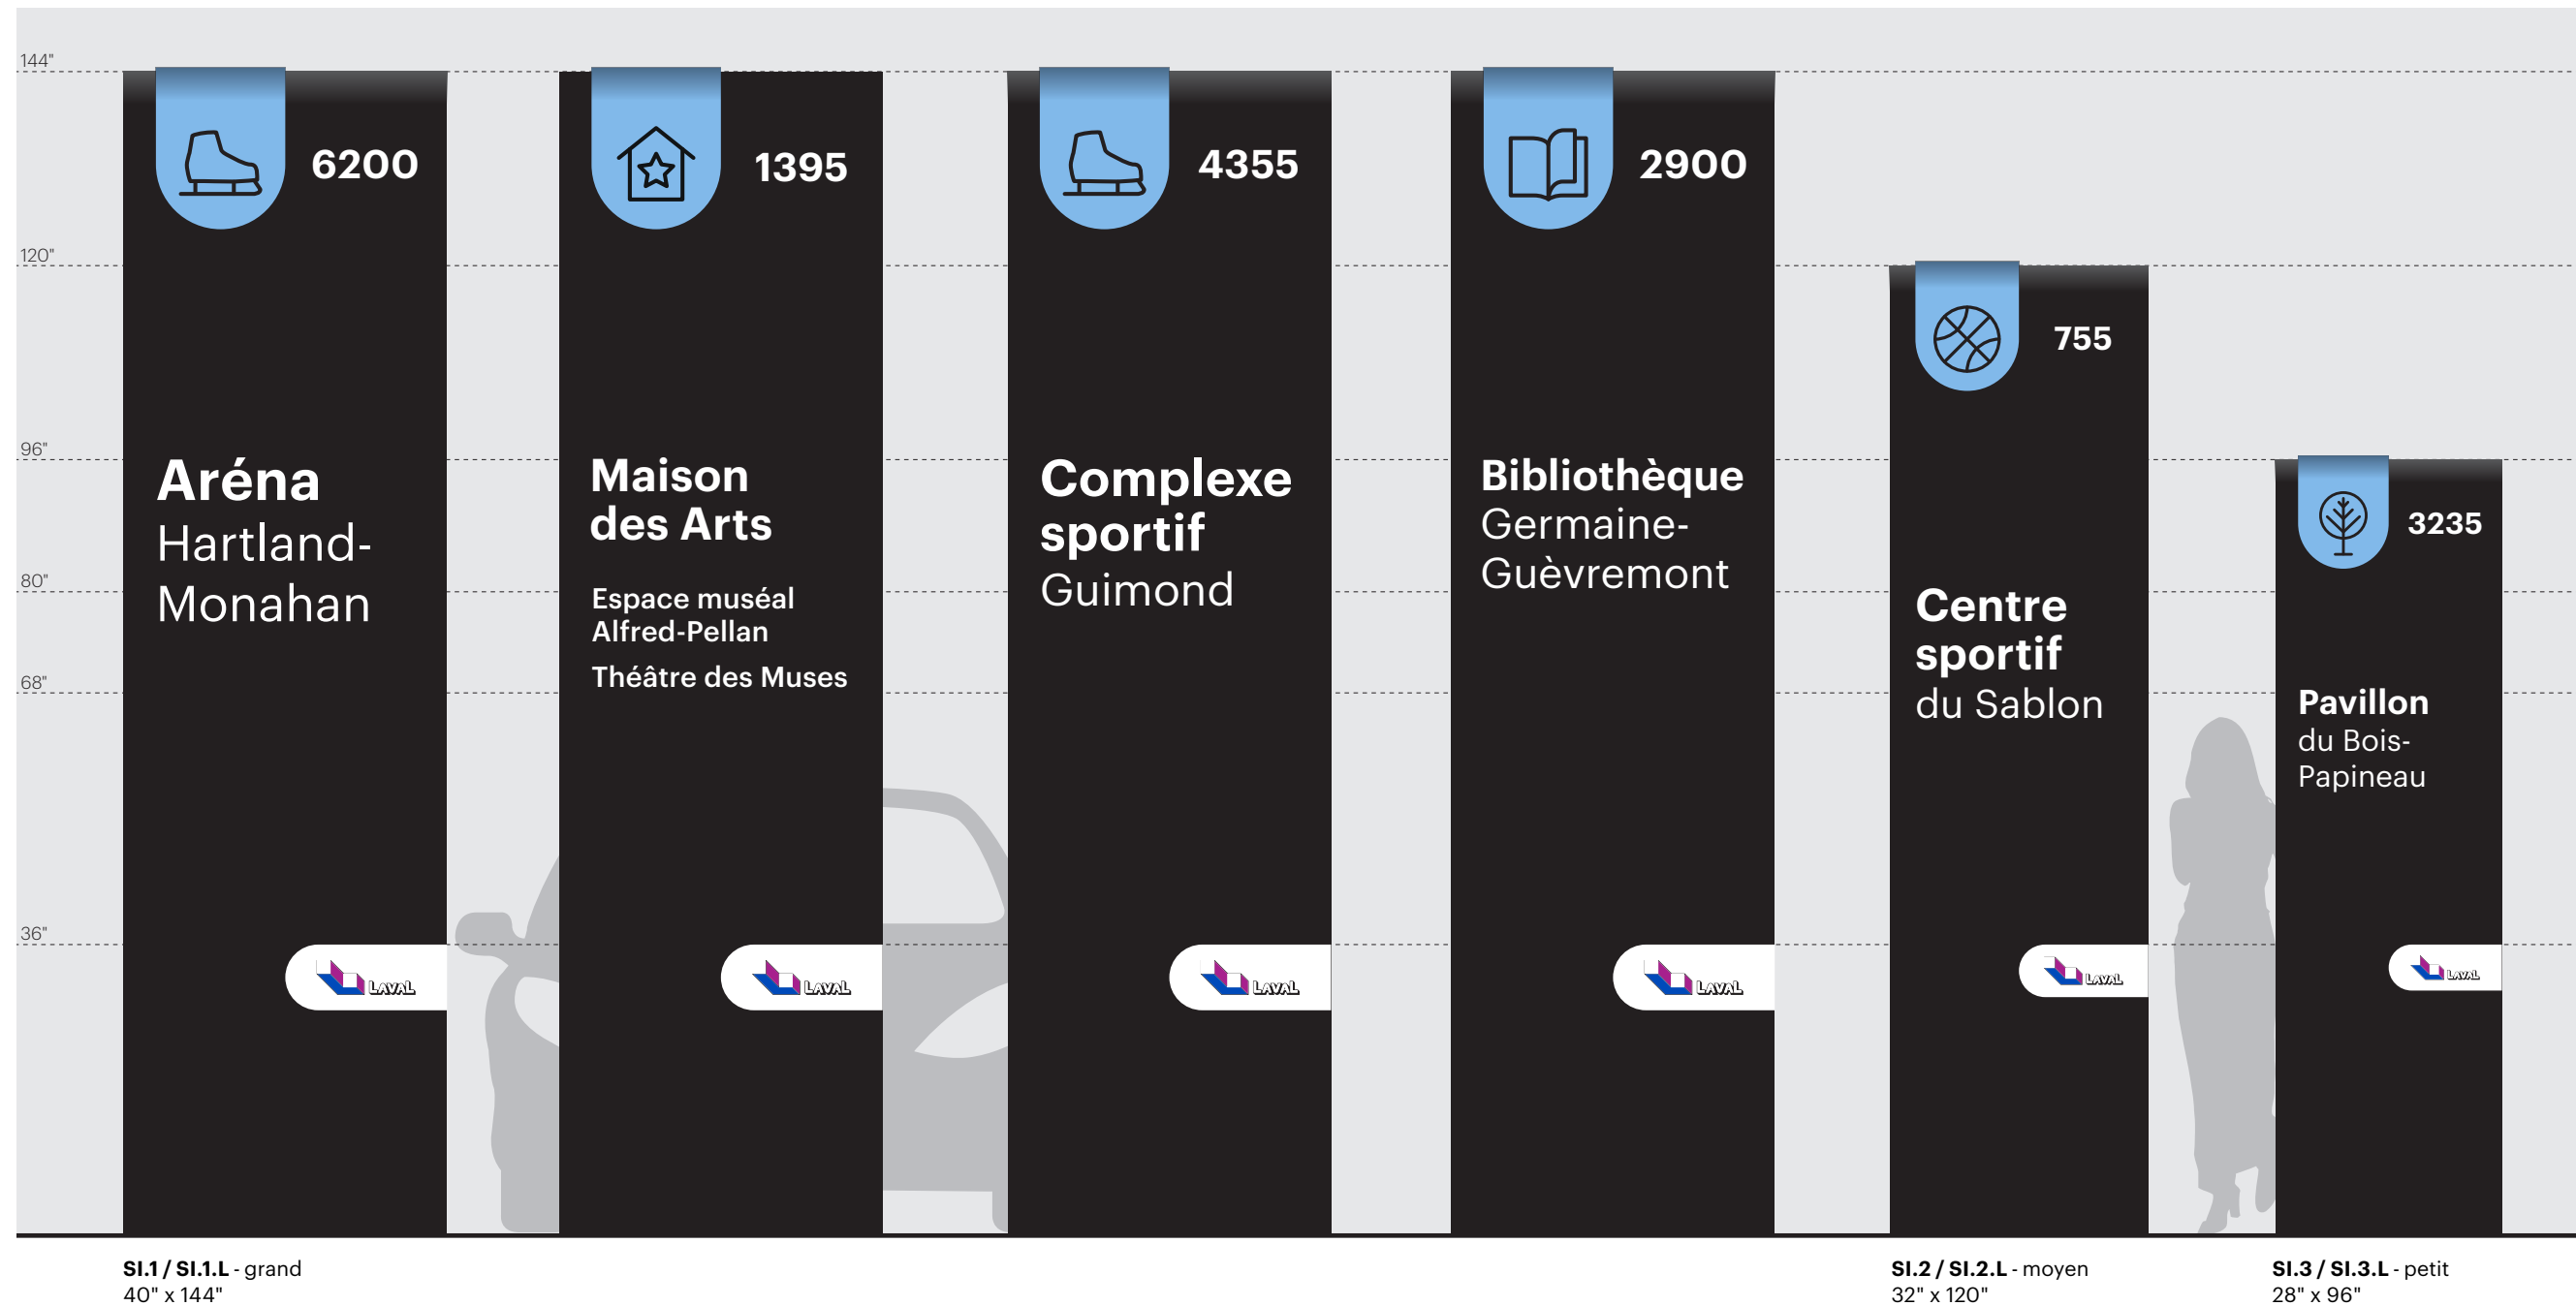 144"
120"
96"
80"
68"
36"
6200
Aréna
Hartland-
Monahan
LAVAL
1395
Maison
des Arts
Espace muséal
Alfred-Pellan
Théâtre des Muses
LAVAL
4355
Complexe
sportif
Guimond
LAVAL
2900
Bibliothèque
Germaine-
Guèvremont
LAVAL
755
Centre
sportif
du Sablon
LAVAL
3235
Pavillon
du Bois-
Papineau
LAVAL
SI.1 / SI.1.L - grand
40" x 144"
SI.2 / SI.2.L - moyen
32" x 120"
SI.3 / SI.3.L - petit
28" x 96"